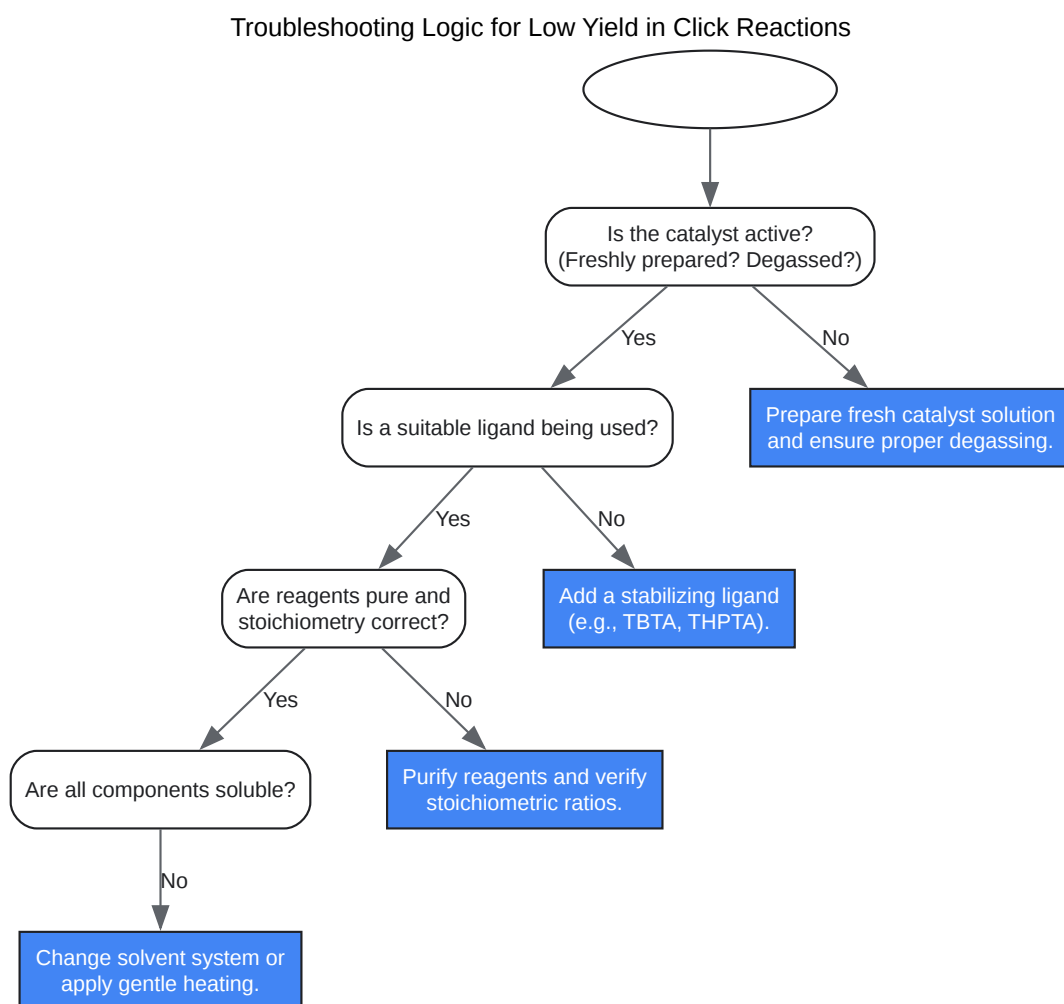 Troubleshooting Logic for Low Yield in Click Reactions
Is the catalyst active?
(Freshly prepared? Degassed?)
Yes
No
Is a suitable ligand being used?
Prepare fresh catalyst solution
and ensure proper degassing.
Yes
No
Are reagents pure and
stoichiometry correct?
Add a stabilizing ligand
(e.g., TBTA, THPTA).
Yes
No
Are all components soluble?
Purify reagents and verify
stoichiometric ratios.
No
Change solvent system or
apply gentle heating.